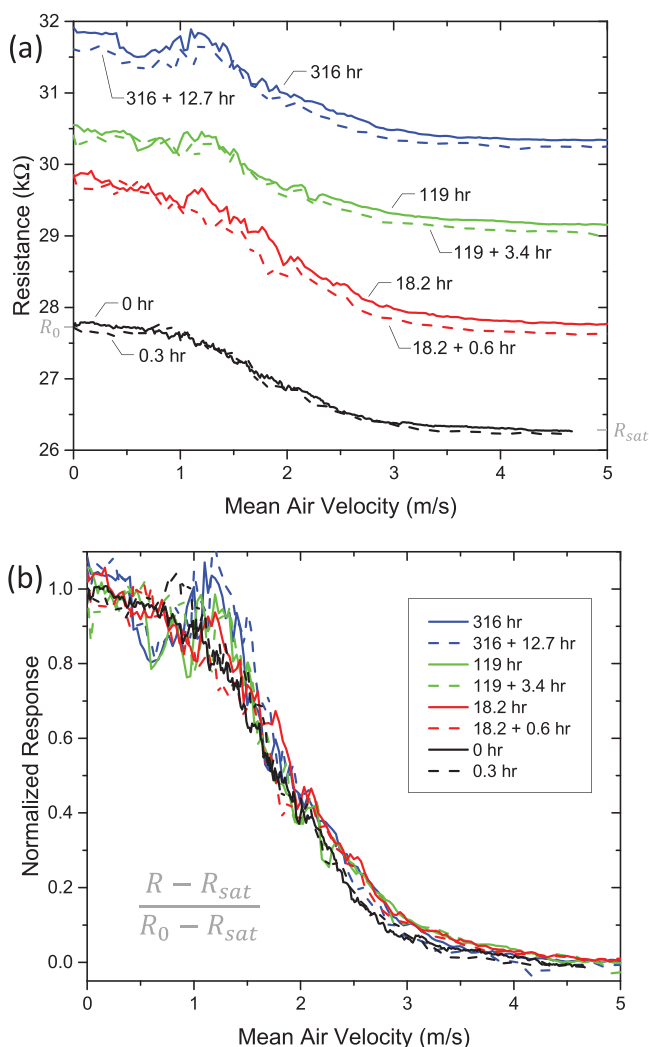 (a)
32
31
30
29
28
27
26
Resistance (kΩ)
316 hr
316 + 12.7 hr
119 hr
119 + 3.4 hr
18.2 hr
18.2 + 0.6 hr
0 hr
0.3 hr
R0
Rsat
0 1 2 3 4 5
Mean Air Velocity (m/s)
(b)
1.0
0.8
0.6
0.4
0.2
0.0
Normalized Response
316 hr
316 + 12.7 hr
119 hr
119 + 3.4 hr
18.2 hr
18.2 + 0.6 hr
0 hr
0.3 hr
R − Rsat
R0 − Rsat
0 1 2 3 4 5
Mean Air Velocity (m/s)